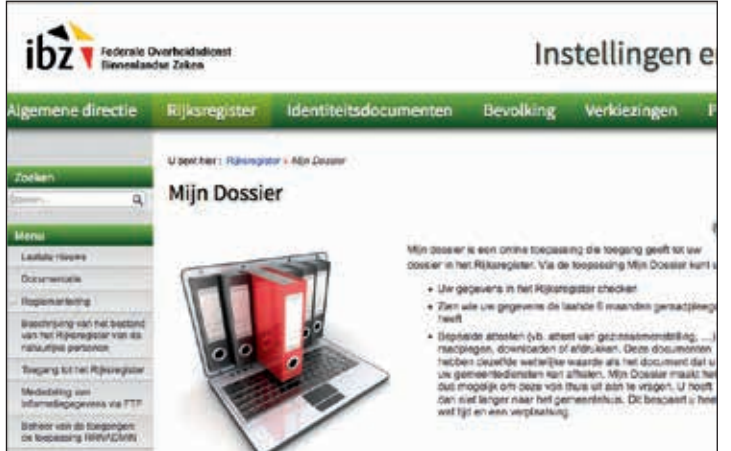 ibz Federale Overheidsdienst
Binnenlandse Zaken
Instellingen e
Algemene directie Rijksregister Identiteitsdocumenten Bevolking Verkiezingen
Zoeken
U bent hier: Rijksregister » Mijn Dossier
Mijn Dossier
Menu
Laatste nieuws
Documentatie
Reglementering
Beschrijving van het bestand
van het Rijksregister van de
natuurlijke personen
Toegang tot het Rijksregister
Mededeling van
informatiegegevens via FTP
Beheer van de toegangen:
de toepassing RRNADMIN
Mijn dossier is een online toepassing die toegang geeft tot uw
dossier in het Rijksregister. Via de toepassing Mijn Dossier kunt u
• Uw gegevens in het Rijksregister checken
• Zien wie uw gegevens de laatste 6 maanden geraadpleegd
heeft
• Bepaalde attesten (vb. attest van gezinssamenstelling, ...)
raadplegen, downloaden of afdrukken. Deze documenten
hebben dezelfde wettelijke waarde als het document dat u
uw gemeentediensten kan afhalen. Mijn Dossier maakt het
dus mogelijk om deze van thuis uit aan te vragen. U hoeft
dan niet langer naar het gemeentehuis. Dit bespaart u heel
wat tijd en een verplaatsing.